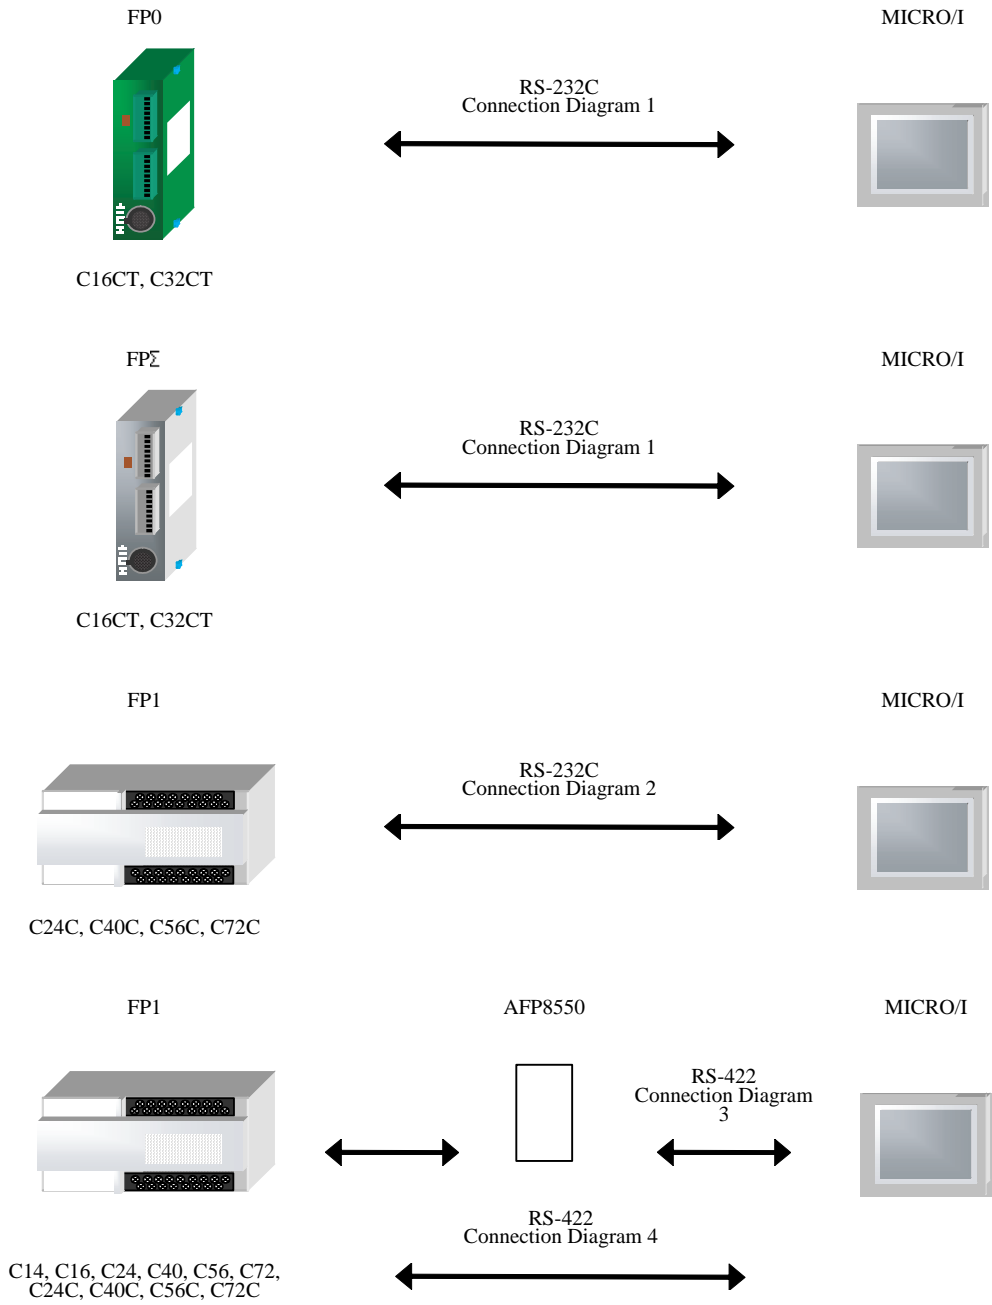 FP0
MICRO/I
RS-232C
Connection Diagram 1
C16CT, C32CT
FPΣ
MICRO/I
RS-232C
Connection Diagram 1
C16CT, C32CT
FP1
MICRO/I
RS-232C
Connection Diagram 2
C24C, C40C, C56C, C72C
FP1
AFP8550
MICRO/I
RS-422
Connection Diagram
3
RS-422
Connection Diagram 4
C14, C16, C24, C40, C56, C72,
C24C, C40C, C56C, C72C